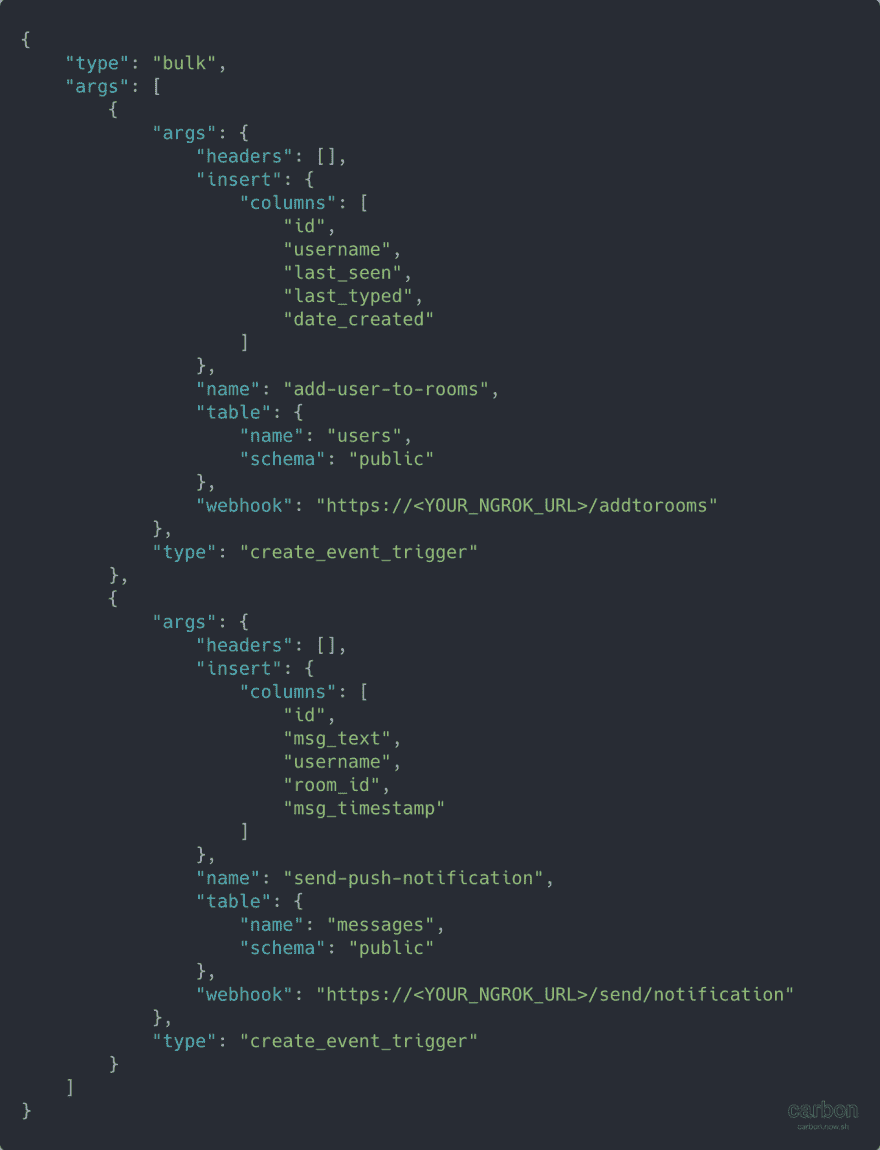 {
    "type": "bulk",
    "args": [
        {
            "args": {
                "headers": [],
                "insert": {
                    "columns": [
                        "id",
                        "username",
                        "last_seen",
                        "last_typed",
                        "date_created"
                    ]
                },
                "name": "add-user-to-rooms",
                "table": {
                    "name": "users",
                    "schema": "public"
                },
                "webhook": "https://<YOUR_NGROK_URL>/addtorooms"
            },
            "type": "create_event_trigger"
        },
        {
            "args": {
                "headers": [],
                "insert": {
                    "columns": [
                        "id",
                        "msg_text",
                        "username",
                        "room_id",
                        "msg_timestamp"
                    ]
                },
                "name": "send-push-notification",
                "table": {
                    "name": "messages",
                    "schema": "public"
                },
                "webhook": "https://<YOUR_NGROK_URL>/send/notification"
            },
            "type": "create_event_trigger"
        }
    ]
}
carbon
carbon.now.sh